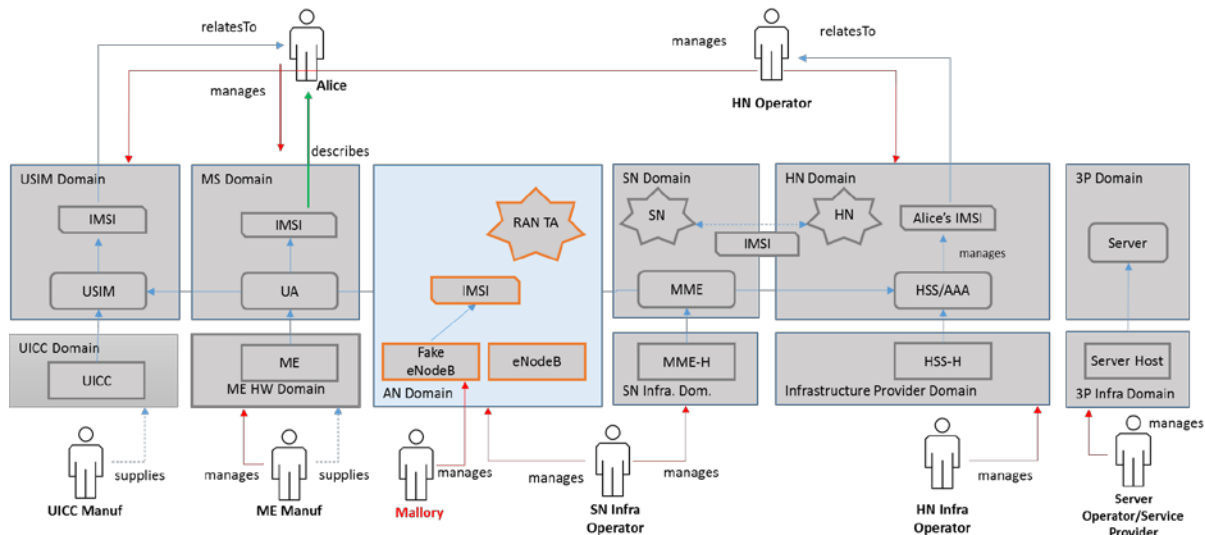 relatesTo
Alice
manages
describes
manages
relatesTo
HN Operator
USIM Domain
IMSI
USIM
MS Domain
IMSI
UA
RAN TA
IMSI
Fake
eNodeB
eNodeB
AN Domain
SN Domain
SN
IMSI
MME
HN Domain
HN
Alice's IMSI
manages
HSS/AAA
3P Domain
Server
UICC Domain
UICC
ME
ME HW Domain
MME-H
SN Infra. Dom.
HSS-H
Infrastructure Provider Domain
Server Host
3P Infra Domain
supplies
UICC Manuf
manages
supplies
ME Manuf
manages
Mallory
manages
manages
SN Infra
Operator
manages
HN Infra
Operator
manages
Server
Operator/Service
Provider